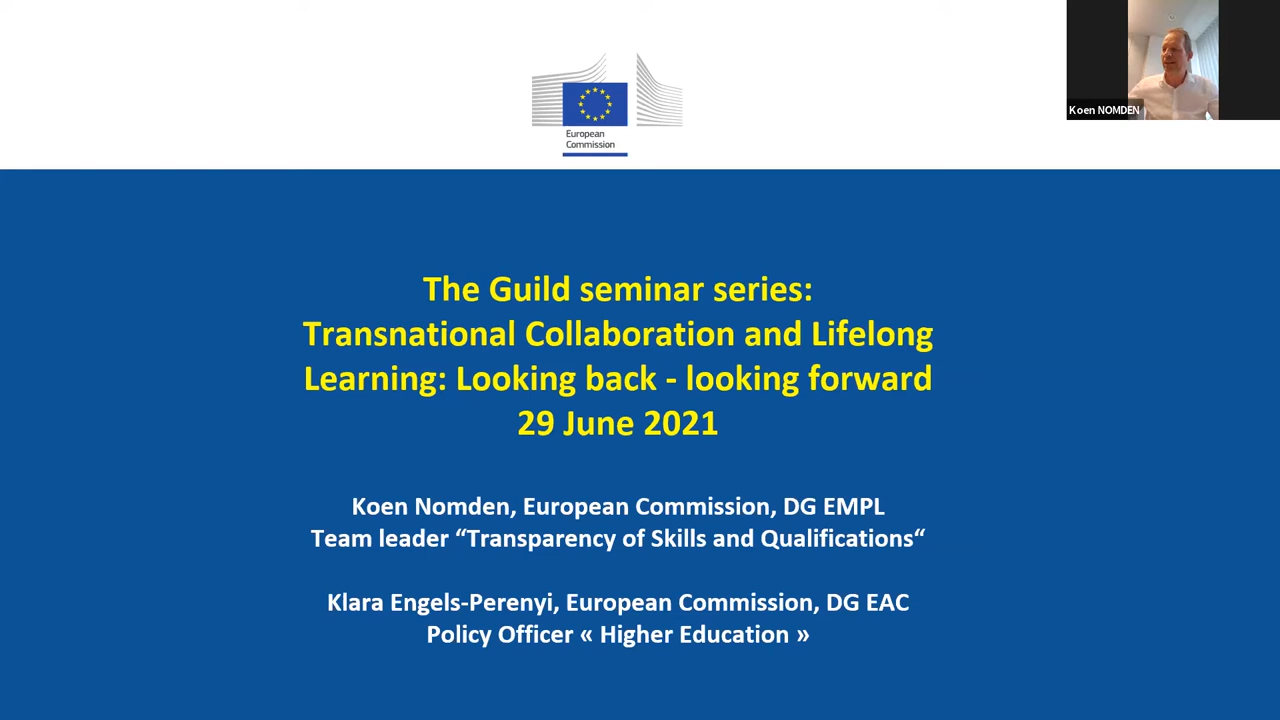 European
Commission
Koen NOMDEN
The Guild seminar series:
Transnational Collaboration and Lifelong
Learning: Looking back - looking forward
29 June 2021
Koen Nomden, European Commission, DG EMPL
Team leader “Transparency of Skills and Qualifications“
Klara Engels-Perenyi, European Commission, DG EAC
Policy Officer « Higher Education »